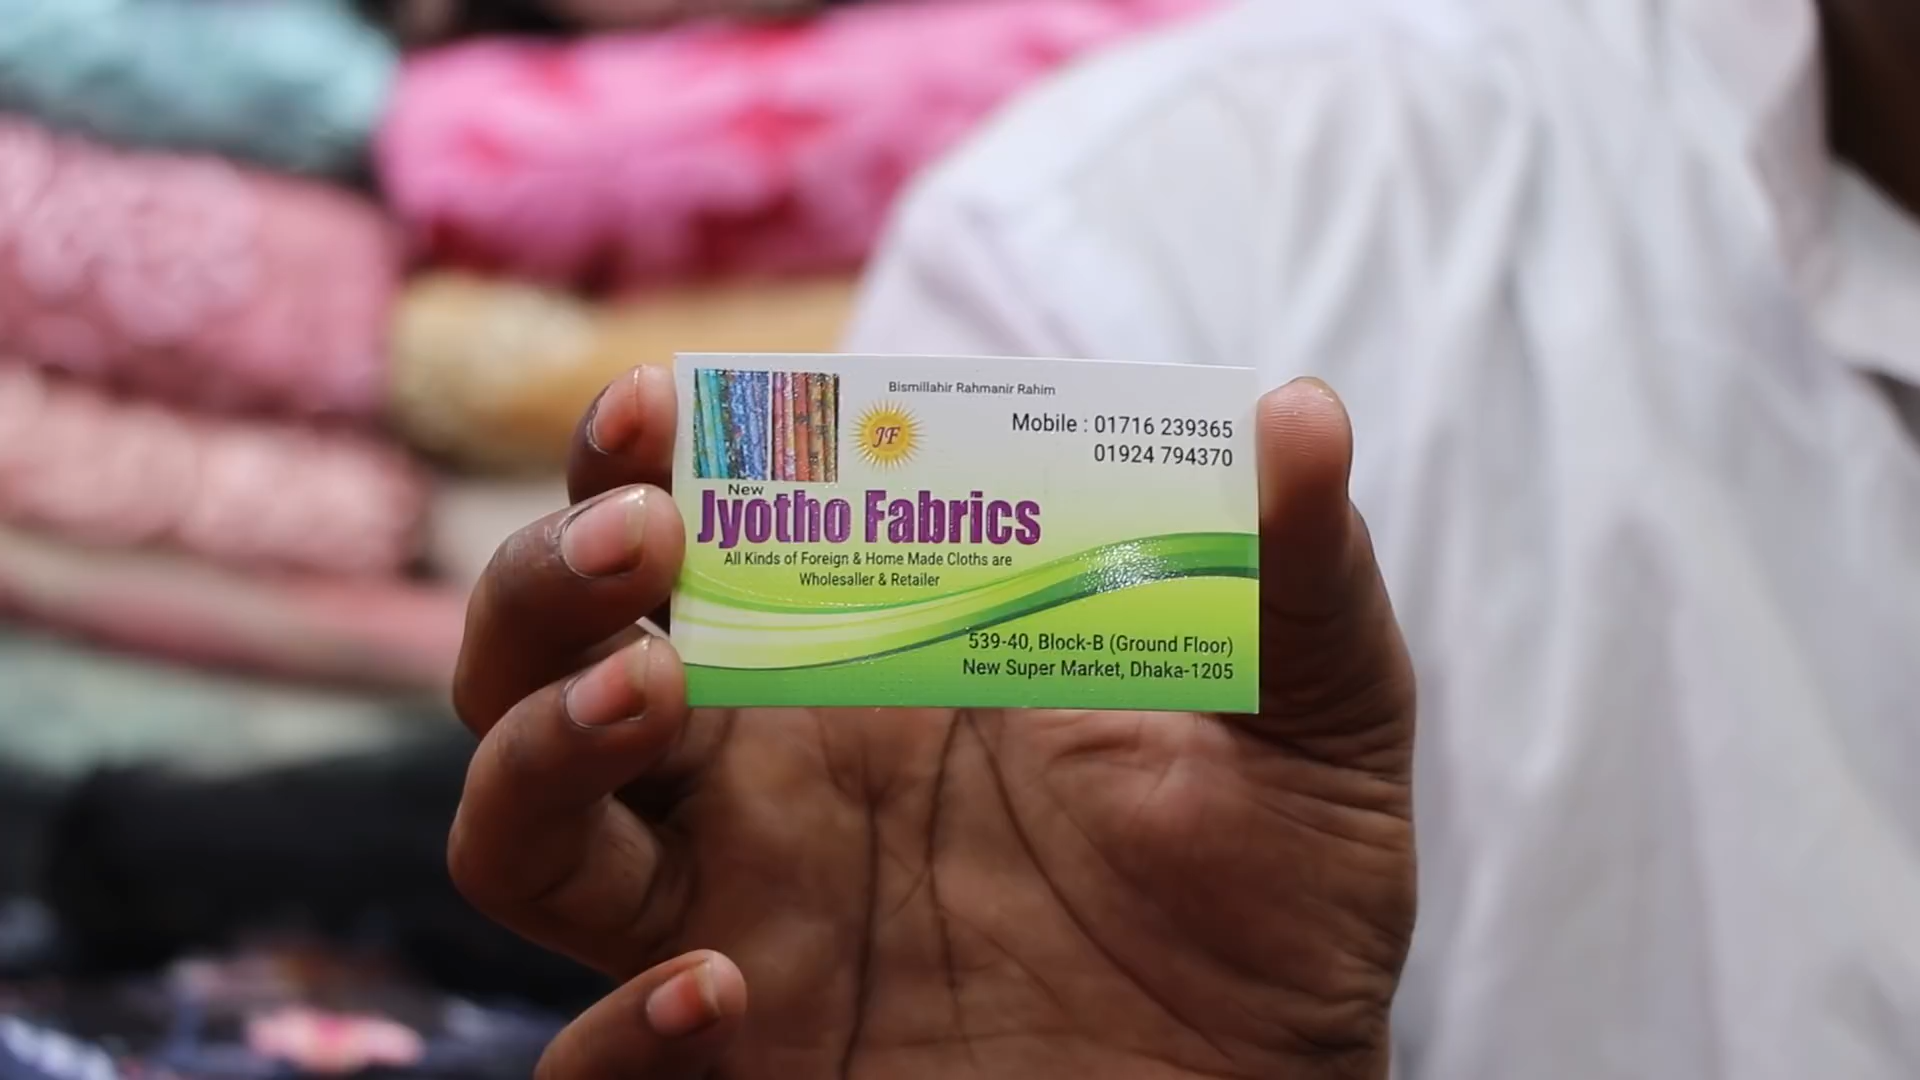 Bismillahir Rahmanir Rahim
JF
Mobile : 01716 239365
01924 794370
New
Jyotho Fabrics
All Kinds of Foreign & Home Made Cloths are
Wholesaller & Retailer
539-40, Block-B (Ground Floor)
New Super Market, Dhaka-1205